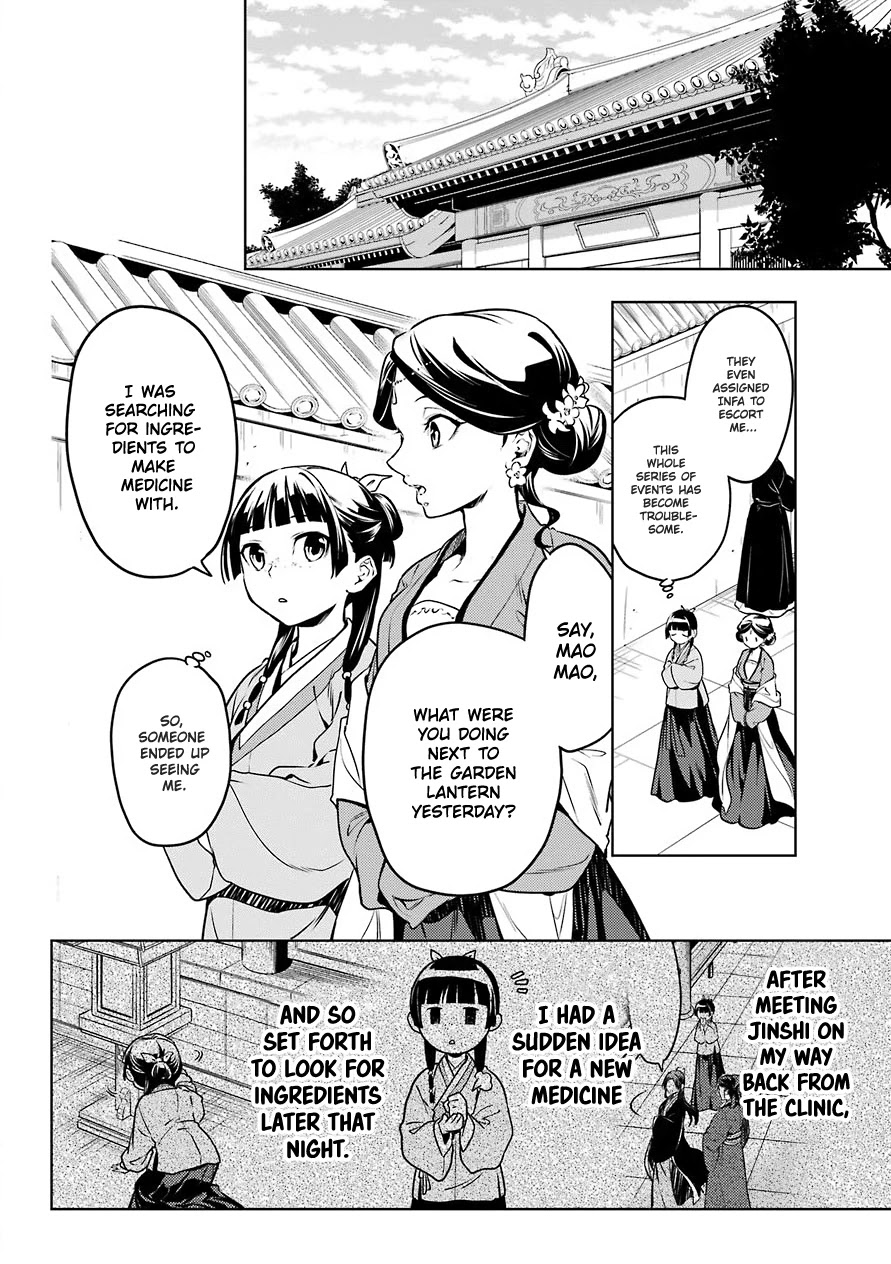 THEY
EVEN
ASSIGNED
INFA TO
ESCORT
ME...
THIS
WHOLE
SERIES OF
EVENTS HAS
BECOME
TROUBLE-
SOME.
SAY,
MAO
MAO,
WHAT WERE
YOU DOING
NEXT TO
THE GARDEN
LANTERN
YESTERDAY?
I WAS
SEARCHING
FOR INGRE-
DIENTS TO
MAKE
MEDICINE
WITH.
SO,
SOMEONE
ENDED UP
SEEING
ME.
AFTER
MEETING
JINSHI ON
MY WAY
BACK FROM
THE CLINIC,
I HAD A
SUDDEN IDEA
FOR A NEW
MEDICINE
AND SO
SET FORTH
TO LOOK FOR
INGREDIENTS
LATER THAT
NIGHT.